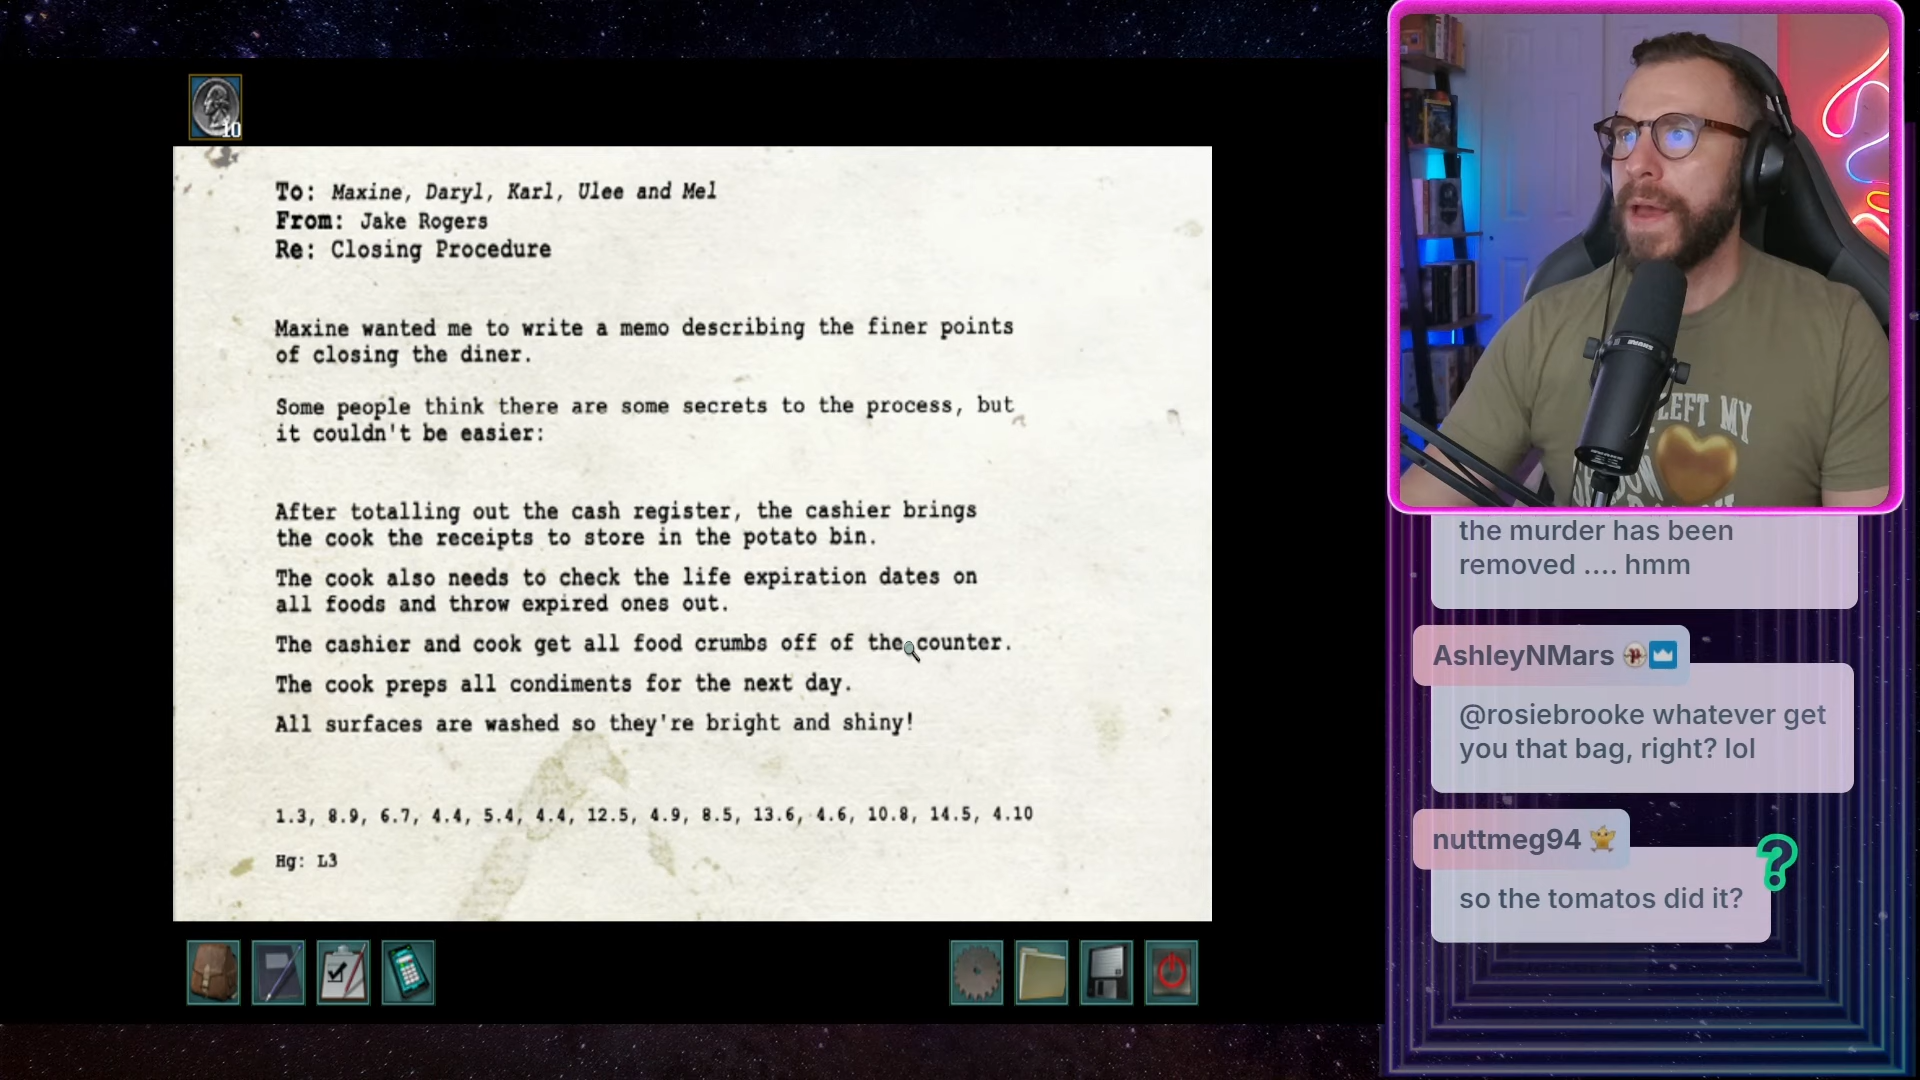 10
To: Maxine, Daryl, Karl, Ulee and Mel
From: Jake Rogers
Re: Closing Procedure
Maxine wanted me to write a memo describing the finer points
of closing the diner.
Some people think there are some secrets to the process, but
it couldn't be easier:
After totalling out the cash register, the cashier brings
the cook the receipts to store in the potato bin.
The cook also needs to check the life expiration dates on
all foods and throw expired ones out.
The cashier and cook get all food crumbs off of the counter.
The cook preps all condiments for the next day.
All surfaces are washed so they're bright and shiny!
1.3, 8.9, 6.7, 4.4, 5.4, 4.4, 12.5, 4.9, 8.5, 13.6, 4.6, 10.8, 14.5, 4.10
Hg: L3
LEFT MY
the murder has been
removed .... hmm
AshleyNMars
@rosiebrooke whatever get
you that bag, right? lol
nuttmeg94
so the tomatos did it?
?